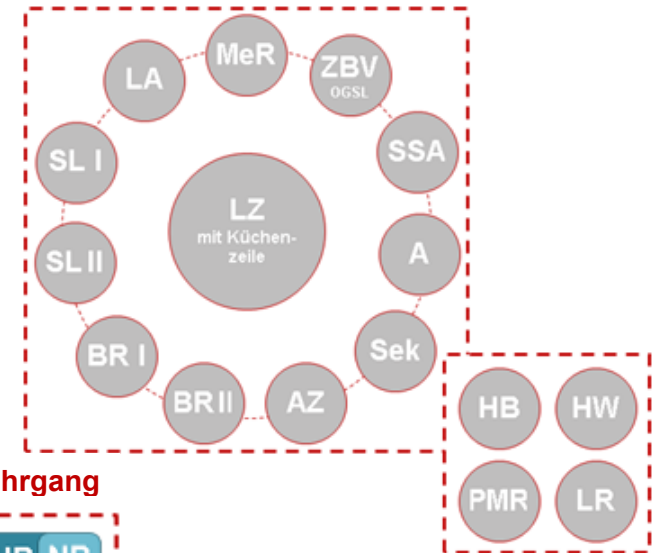 MeR
LA
ZBV
OGSL
SL I
SSA
LZ
mit Küchen-
zeile
SL II
A
BR I
Sek
BR II
AZ
HB
HW
PMR
LR
hrgang
NR